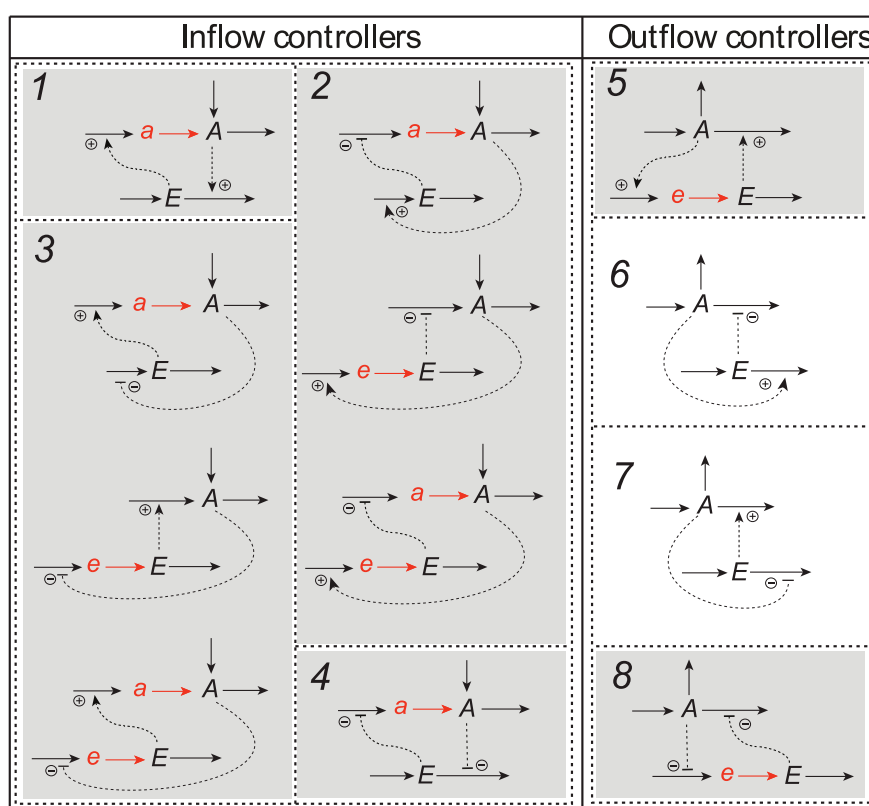 Inflow controllers
Outflow controllers
1
⊕ a A
E ⊕
2
⊖ a A
⊕ E
3
⊕ a A
⊖ E
⊕ A
⊖ e E
⊕ a A
⊖ e E
⊖ A
⊕ e E
⊖ a A
⊕ e E
4
⊖ a A
E ⊖
5
A ⊕
⊕ e E
6
A ⊖
E ⊕
7
A ⊕
E ⊖
8
A ⊖
⊖ e E